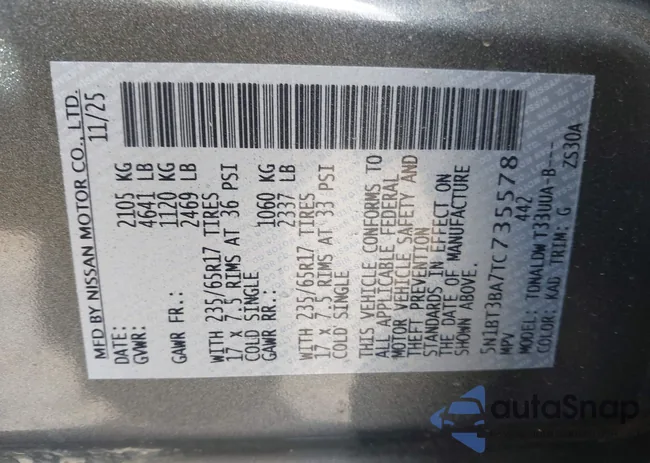 MFD BY NISSAN MOTOR CO., LTD.
DATE: 11/25
GVWR: 2105 KG
4641 LB
GAWR FR.: 1120 KG
2469 LB
WITH 235/65R17 TIRES
17 X 7.5 RIMS AT 36 PSI
COLD SINGLE
GAWR RR.: 1060 KG
2337 LB
WITH 235/65R17 TIRES
17 X 7.5 RIMS AT 33 PSI
COLD SINGLE
THIS VEHICLE CONFORMS TO
ALL APPLICABLE FEDERAL
MOTOR VEHICLE SAFETY AND
THEFT PREVENTION
STANDARDS IN EFFECT ON
THE DATE OF MANUFACTURE
SHOWN ABOVE.
5N1BT3BA7TC735578
MPV 442
MODEL: TDNALDW T33UUA-B---
COLOR: KAD TRIM: G ZS30A
autoSnap